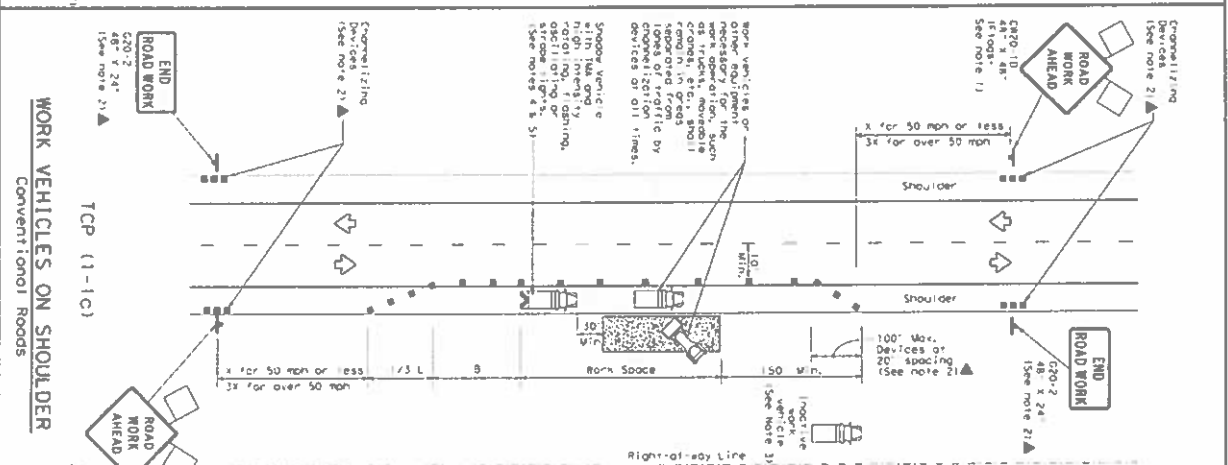 Channelizing
Devices
(See note 2)▲
CW20-1D
48" X 48"
(Flags-
See note 1)
ROAD
WORK
AHEAD
X for 50 mph or less
3X for over 50 mph
Work vehicles or
other equipment
necessary for the
work operation, such
as trucks, moveable
cranes, etc., shall
remain in areas
separated from
lanes of traffic by
channelization
devices at all times.
Shadow Vehicle
with TMA and
high intensity
rotating, flashing,
oscillating or
strobe lights.
(See notes 4 & 5)
Channelizing
Devices
(See note 2)▲
END
ROAD WORK
G20-2
48" X 24"
(See note 2)▲
Shoulder
10'
Min.
Shoulder
30'
Min
X for 50 mph or less
3X for over 50 mph
1/3 L
B
Work Space
150' Min.
100' Max.
Devices at
20' spacing
(See note 2)▲
Inactive
work
vehicle
(See Note 3)
END
ROAD WORK
G20-2
48" X 24"
(See note 2)▲
ROAD
WORK
AHEAD
Right-of-way Line
TCP (1-1c)
WORK VEHICLES ON SHOULDER
Conventional Roads